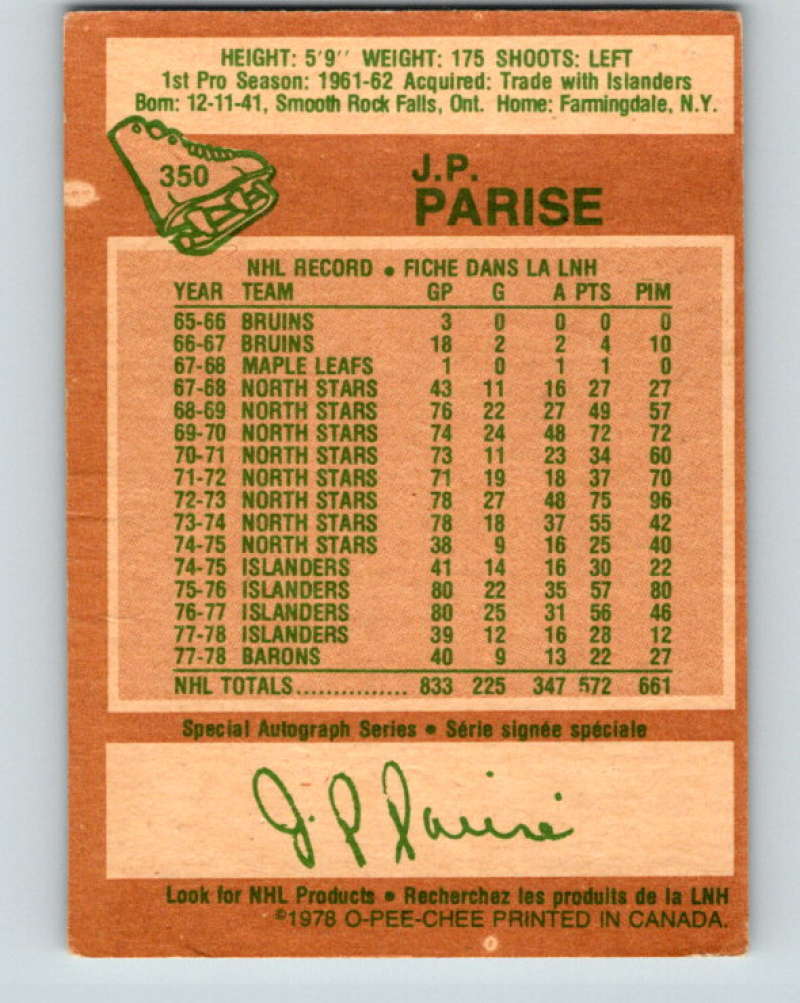 HEIGHT: 5'9'' WEIGHT: 175 SHOOTS: LEFT
1st Pro Season: 1961-62 Acquired: Trade with Islanders
Born: 12-11-41, Smooth Rock Falls, Ont. Home: Farmingdale, N.Y.
350
J.P.
PARISE
NHL RECORD • FICHE DANS LA LNH
YEAR TEAM GP G A PTS PIM
65-66 BRUINS 3 0 0 0 0
66-67 BRUINS 18 2 2 4 10
67-68 MAPLE LEAFS 1 0 1 1 0
67-68 NORTH STARS 43 11 16 27 27
68-69 NORTH STARS 76 22 27 49 57
69-70 NORTH STARS 74 24 48 72 72
70-71 NORTH STARS 73 11 23 34 60
71-72 NORTH STARS 71 19 18 37 70
72-73 NORTH STARS 78 27 48 75 96
73-74 NORTH STARS 78 18 37 55 42
74-75 NORTH STARS 38 9 16 25 40
74-75 ISLANDERS 41 14 16 30 22
75-76 ISLANDERS 80 22 35 57 80
76-77 ISLANDERS 80 25 31 56 46
77-78 ISLANDERS 39 12 16 28 12
77-78 BARONS 40 9 13 22 27
NHL TOTALS............... 833 225 347 572 661
Special Autograph Series • Série signée spéciale
J. P. Parisé
Look for NHL Products • Recherchez les produits de la LNH
©1978 O-PEE-CHEE PRINTED IN CANADA.